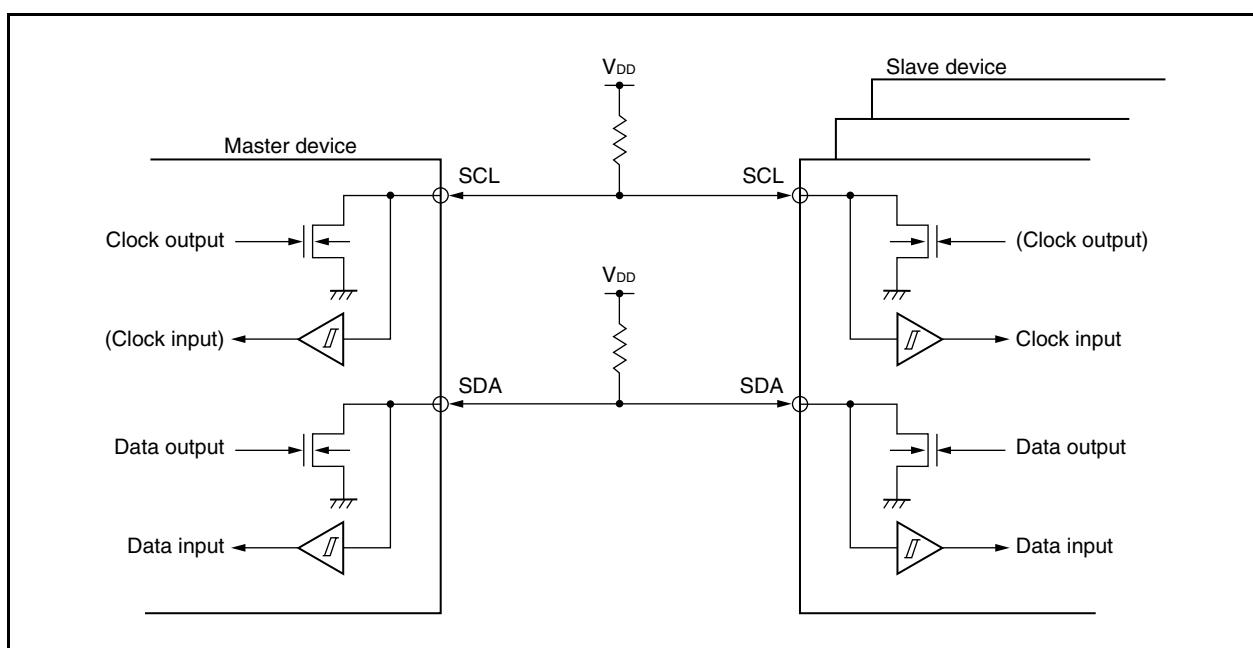 Slave device
VDD
Master device
SCL
SCL
Clock output
(Clock output)
VDD
(Clock input)
Clock input
SDA
SDA
Data output
Data output
Data input
Data input